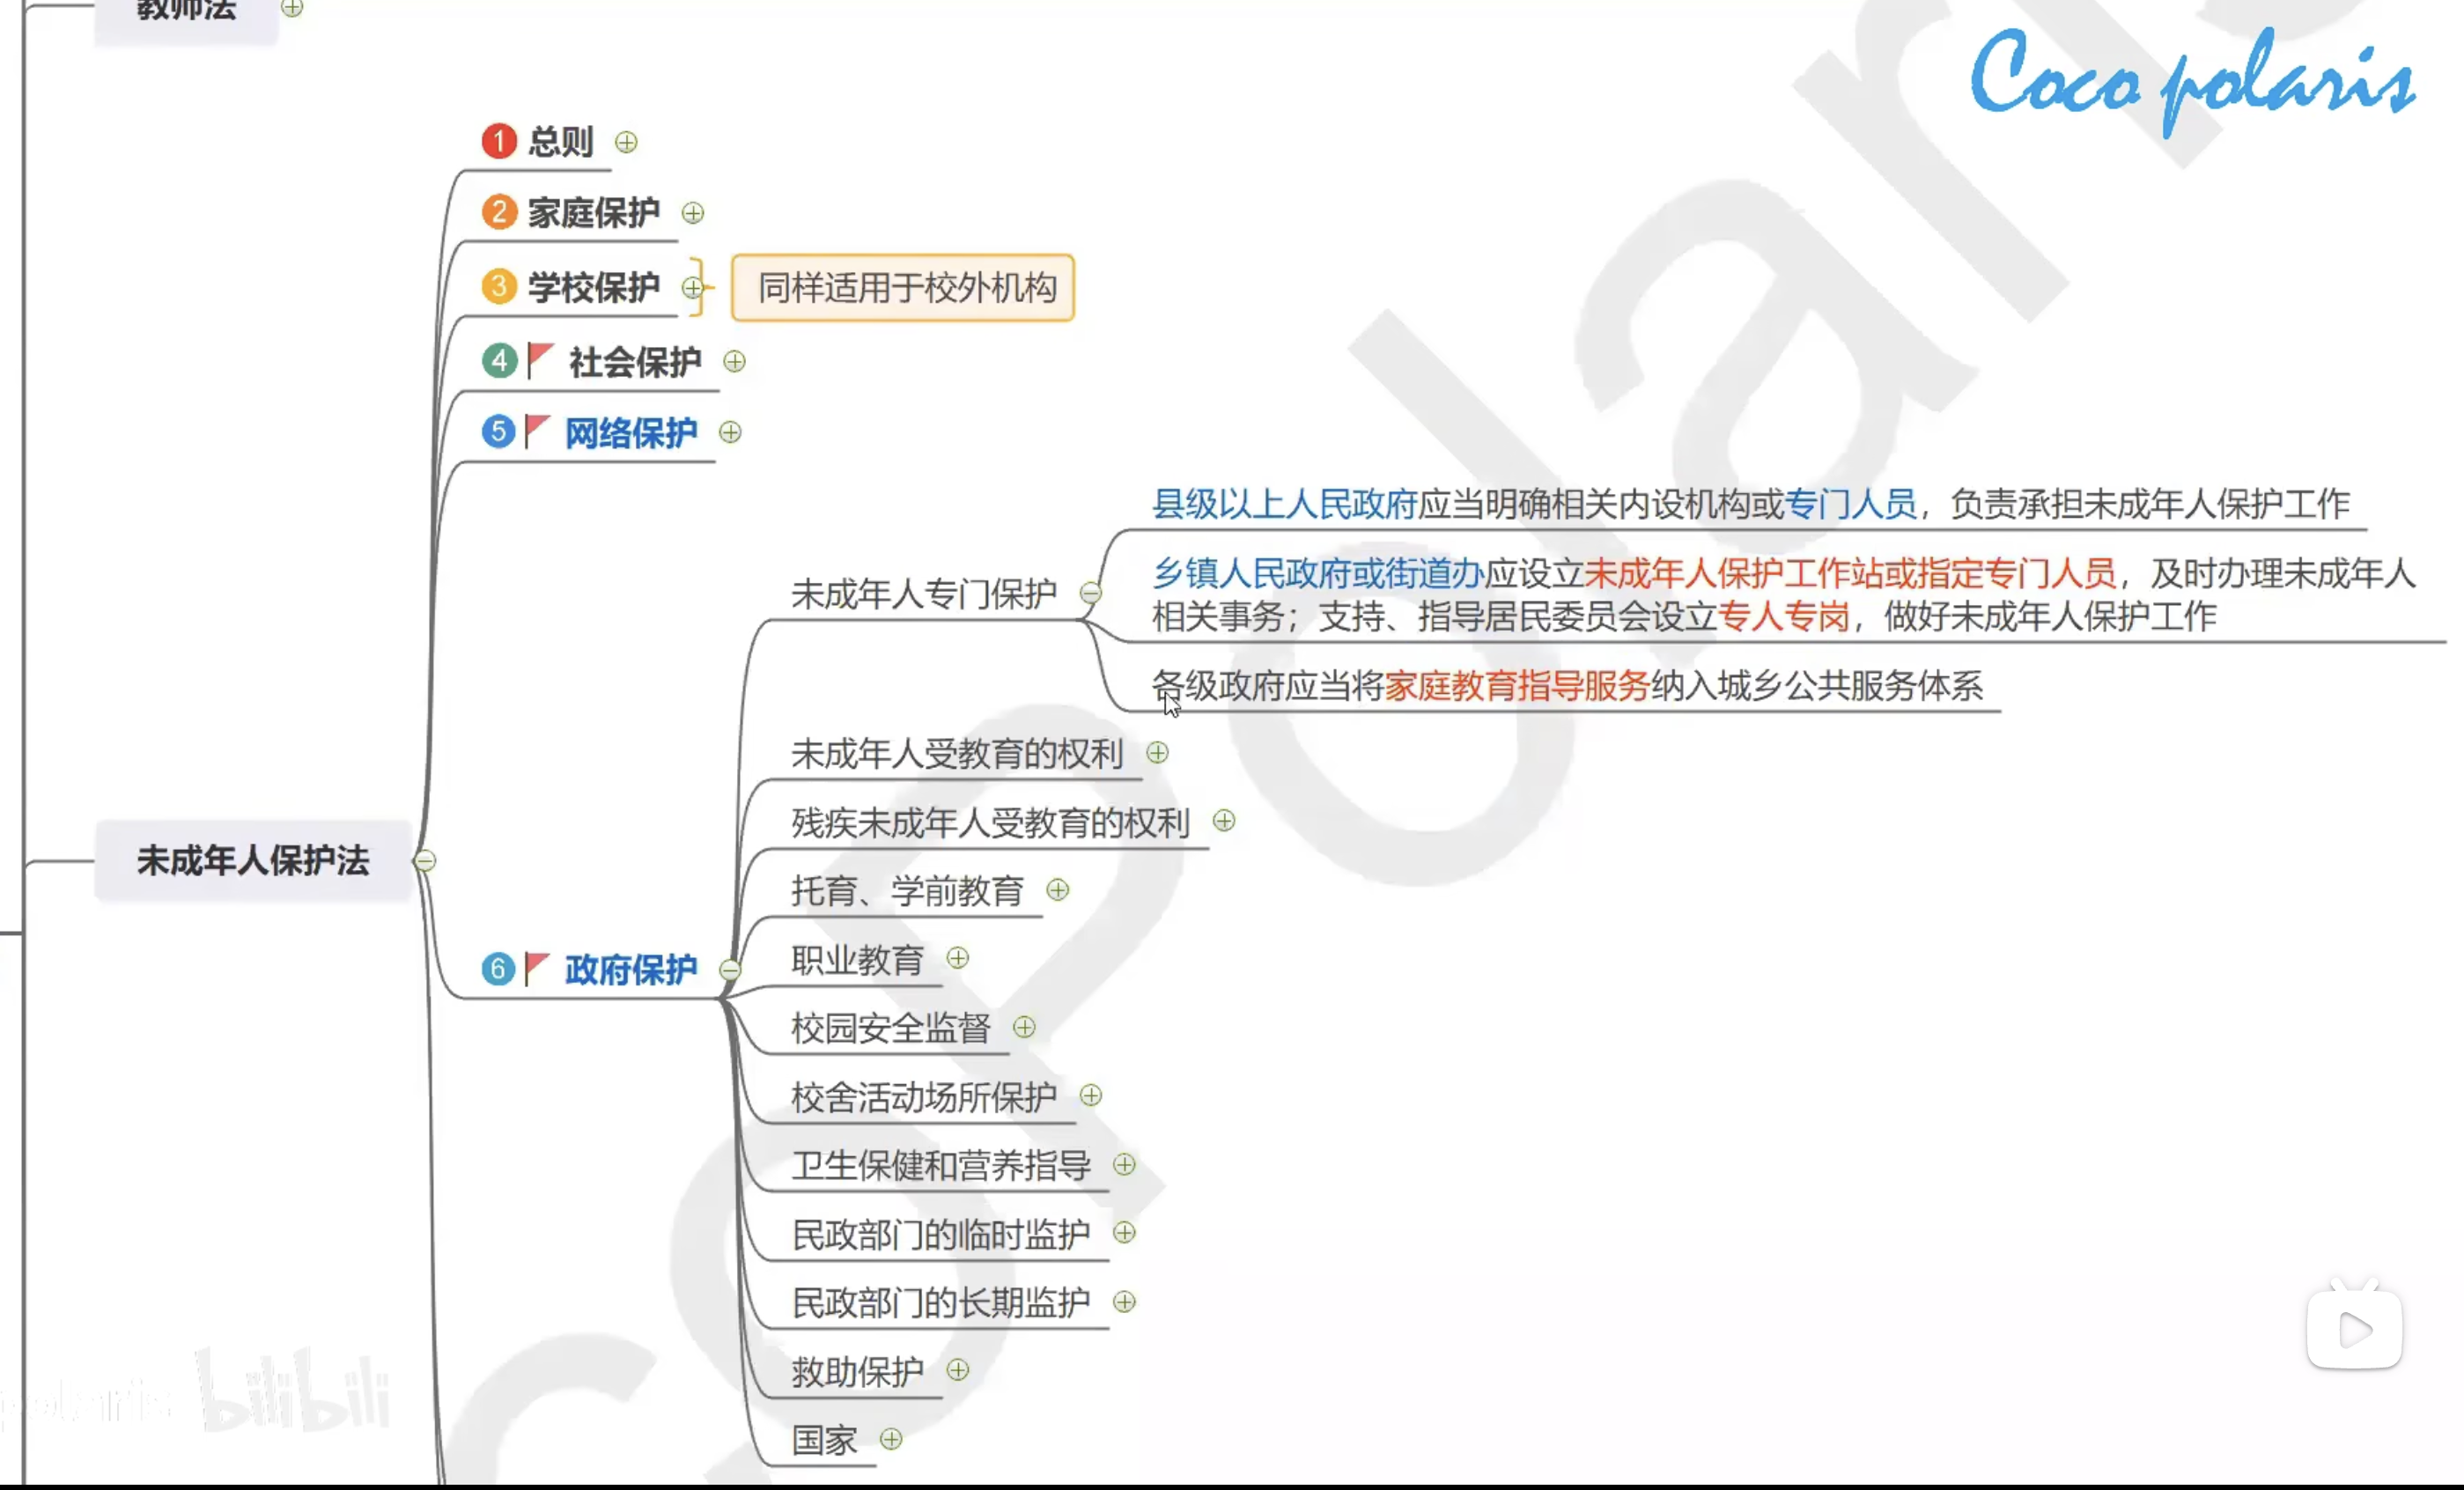 教师法
Coco polaris
1 总则
2 家庭保护
3 学校保护
同样适用于校外机构
4 社会保护
5 网络保护
未成年人保护法
6 政府保护
未成年人专门保护
县级以上人民政府应当明确相关内设机构或专门人员，负责承担未成年人保护工作
乡镇人民政府或街道办应设立未成年人保护工作站或指定专门人员，及时办理未成年人
相关事务；支持、指导居民委员会设立专人专岗，做好未成年人保护工作
各级政府应当将家庭教育指导服务纳入城乡公共服务体系
未成年人受教育的权利
残疾未成年人受教育的权利
托育、学前教育
职业教育
校园安全监督
校舍活动场所保护
卫生保健和营养指导
民政部门的临时监护
民政部门的长期监护
救助保护
国家
polaris bilibili